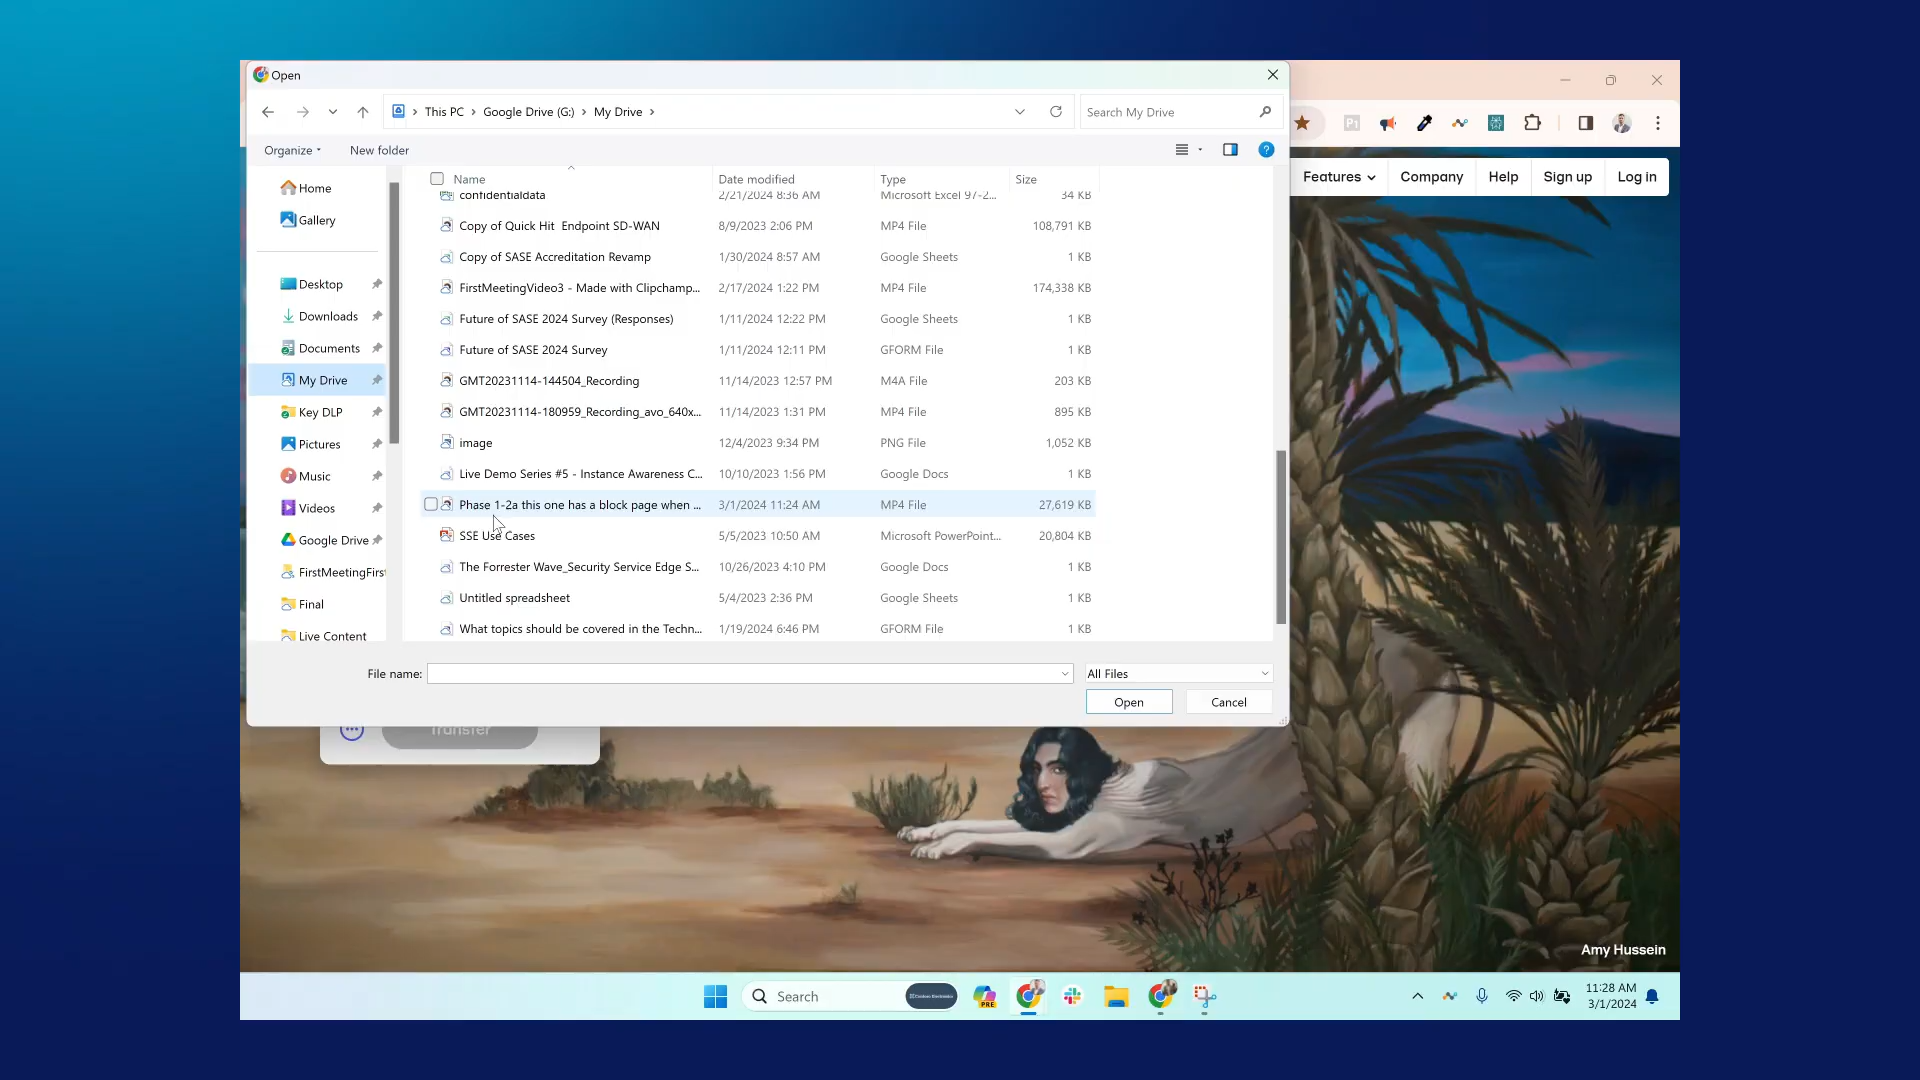 Open
This PC > Google Drive (G:) > My Drive >
Search My Drive
Organize
New folder
Features
Company
Help
Sign up
Log in
Home
Gallery
Desktop
Downloads
Documents
My Drive
Key DLP
Pictures
Music
Videos
Google Drive
FirstMeetingFirst
Final
Live Content
Name Date modified Type Size
confidentialdata 2/21/2024 8:36 AM Microsoft Excel 97-2... 34 KB
Copy of Quick Hit Endpoint SD-WAN 8/9/2023 2:06 PM MP4 File 108,791 KB
Copy of SASE Accreditation Revamp 1/30/2024 8:57 AM Google Sheets 1 KB
FirstMeetingVideo3 - Made with Clipchamp... 2/17/2024 1:22 PM MP4 File 174,338 KB
Future of SASE 2024 Survey (Responses) 1/11/2024 12:22 PM Google Sheets 1 KB
Future of SASE 2024 Survey 1/11/2024 12:11 PM GFORM File 1 KB
GMT20231114-144504_Recording 11/14/2023 12:57 PM M4A File 203 KB
GMT20231114-180959_Recording_avo_640x... 11/14/2023 1:31 PM MP4 File 895 KB
image 12/4/2023 9:34 PM PNG File 1,052 KB
Live Demo Series #5 - Instance Awareness C... 10/10/2023 1:56 PM Google Docs 1 KB
Phase 1-2a this one has a block page when ... 3/1/2024 11:24 AM MP4 File 27,619 KB
SSE Use Cases 5/5/2023 10:50 AM Microsoft PowerPoint... 20,804 KB
The Forrester Wave_Security Service Edge S... 10/26/2023 4:10 PM Google Docs 1 KB
Untitled spreadsheet 5/4/2023 2:36 PM Google Sheets 1 KB
What topics should be covered in the Techn... 1/19/2024 6:46 PM GFORM File 1 KB
File name:
All Files
Open
Cancel
Transfer
Amy Hussein
Search
PRE
11:28 AM
3/1/2024